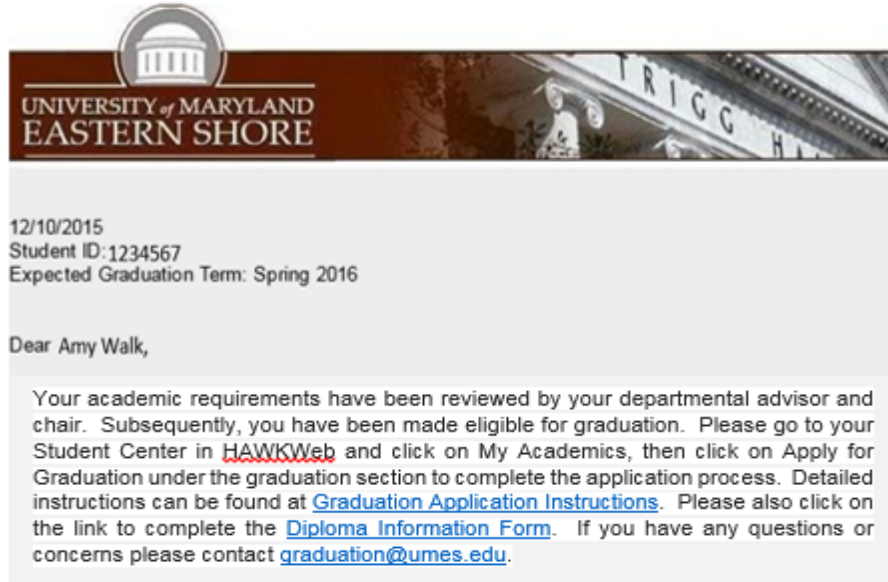 UNIVERSITY of MARYLAND
EASTERN SHORE
TRIGG HA
12/10/2015
Student ID:1234567
Expected Graduation Term: Spring 2016
Dear Amy Walk,
Your academic requirements have been reviewed by your departmental advisor and
chair. Subsequently, you have been made eligible for graduation. Please go to your
Student Center in HAWKWeb and click on My Academics, then click on Apply for
Graduation under the graduation section to complete the application process. Detailed
instructions can be found at Graduation Application Instructions. Please also click on
the link to complete the Diploma Information Form. If you have any questions or
concerns please contact graduation@umes.edu.